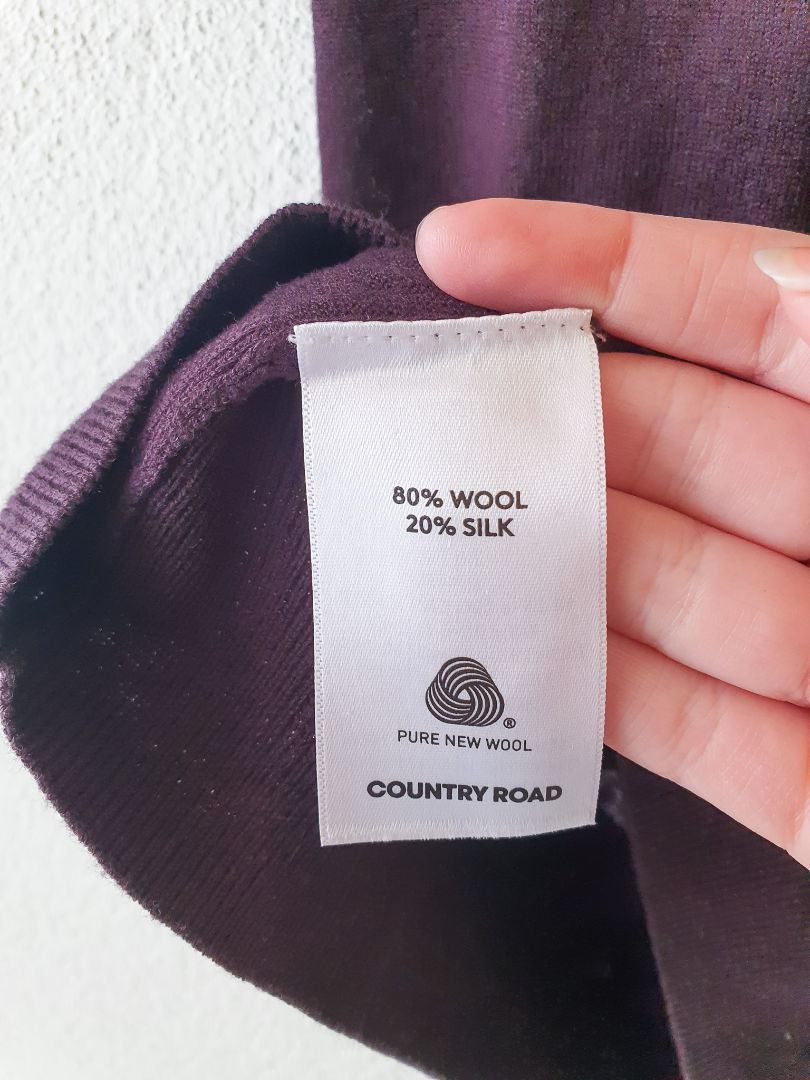 80% WOOL
20% SILK
®
PURE NEW WOOL
COUNTRY ROAD